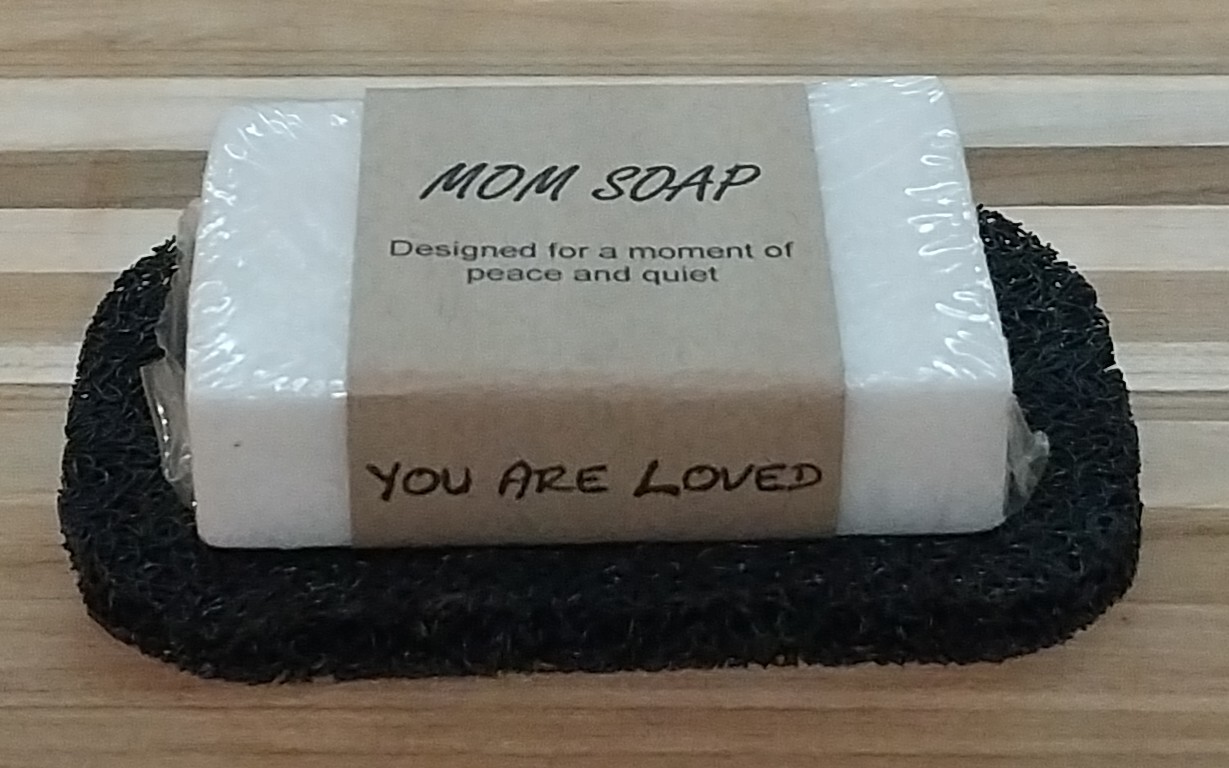 MOM SOAP
Designed for a moment of
peace and quiet
YOU ARE LOVED